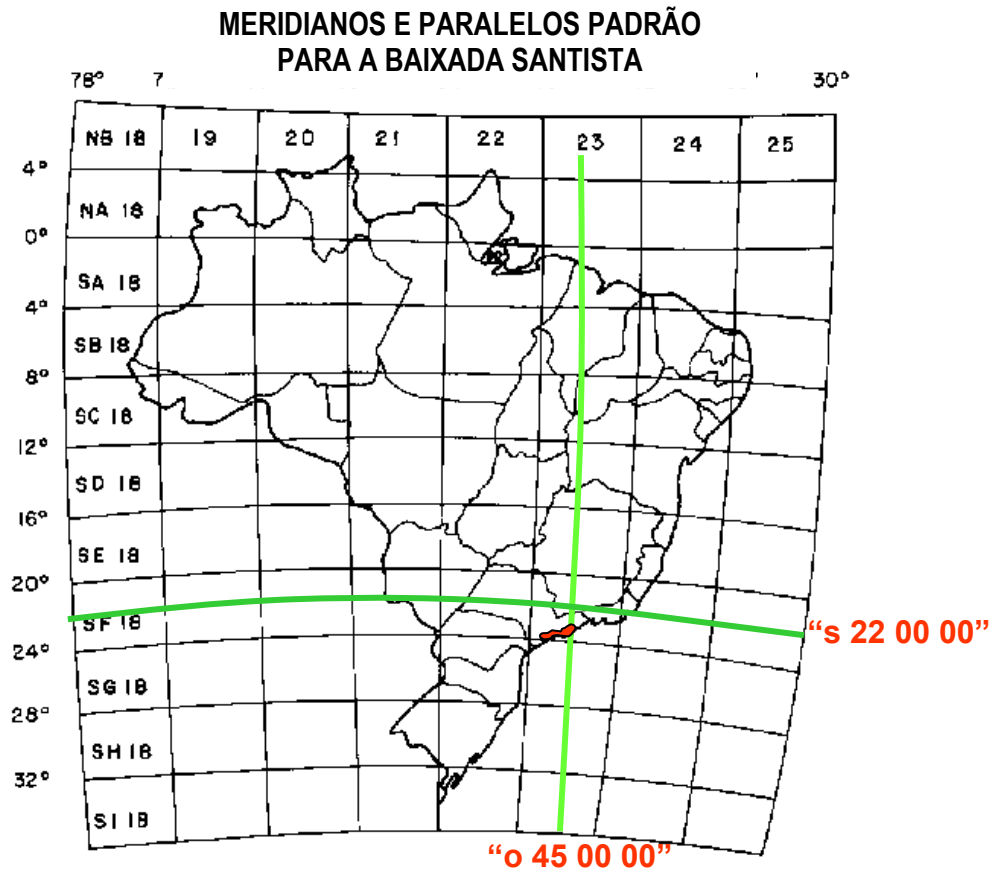 MERIDIANOS E PARALELOS PADRÃO
PARA A BAIXADA SANTISTA
78° 7 30°
NB 18 19 20 21 22 23 24 25
4°
NA 18
0°
SA 18
4°
SB 18
8°
SC 18
12°
SD 18
16°
SE 18
20°
SF 18
“s 22 00 00”
24°
SG 18
28°
SH 18
32°
SI 18
“o 45 00 00”